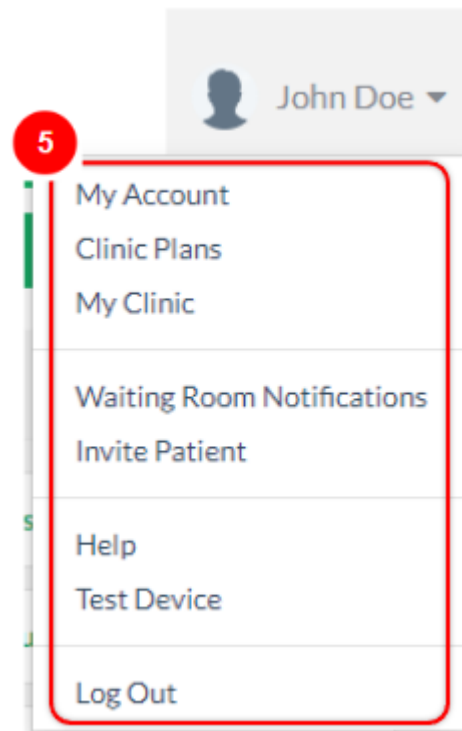 John Doe
5
My Account
Clinic Plans
My Clinic
Waiting Room Notifications
Invite Patient
Help
Test Device
Log Out